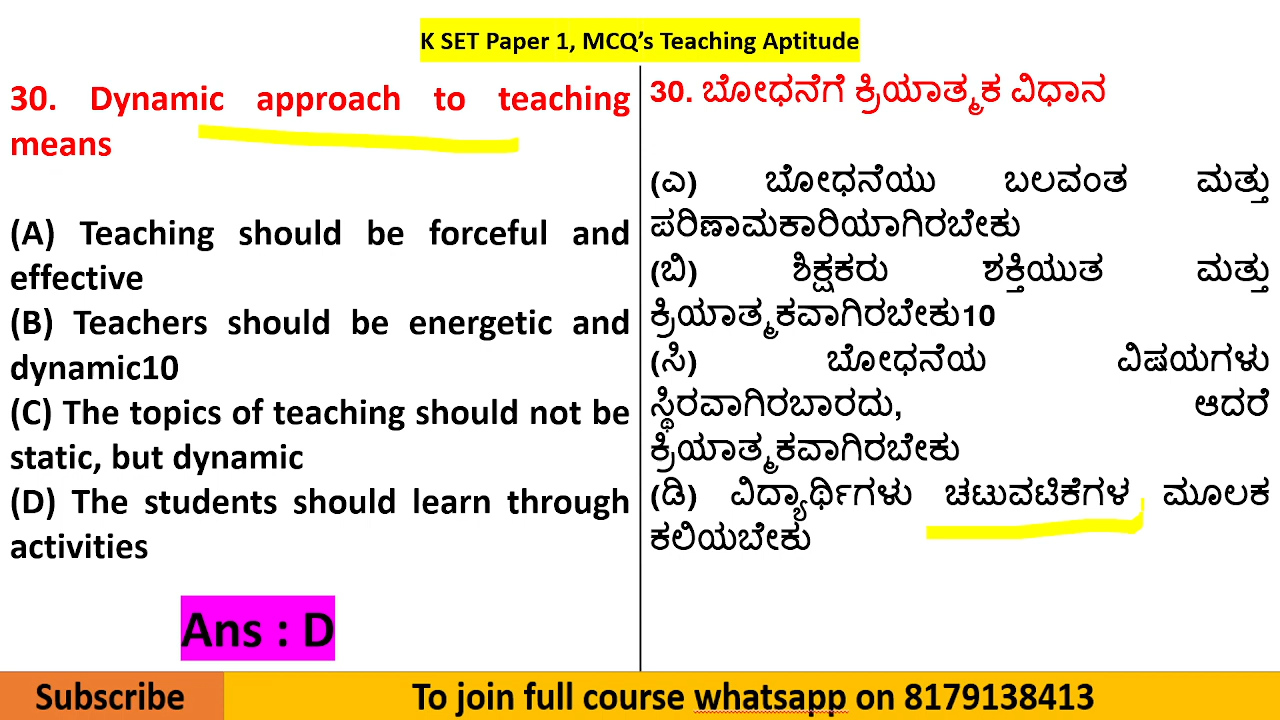 K SET Paper 1, MCQ's Teaching Aptitude
30. Dynamic approach to teaching
means
(A) Teaching should be forceful and
effective
(B) Teachers should be energetic and
dynamic10
(C) The topics of teaching should not be
static, but dynamic
(D) The students should learn through
activities
Ans : D
30. ಬೋಧನೆಗೆ ಕ್ರಿಯಾತ್ಮಕ ವಿಧಾನ
(ಎ) ಬೋಧನೆಯು ಬಲವಂತ ಮತ್ತು
ಪರಿಣಾಮಕಾರಿಯಾಗಿರಬೇಕು
(ಬಿ) ಶಿಕ್ಷಕರು ಶಕ್ತಿಯುತ ಮತ್ತು
ಕ್ರಿಯಾತ್ಮಕವಾಗಿರಬೇಕು10
(ಸಿ) ಬೋಧನೆಯ ವಿಷಯಗಳು
ಸ್ಥಿರವಾಗಿರಬಾರದು, ಆದರೆ
ಕ್ರಿಯಾತ್ಮಕವಾಗಿರಬೇಕು
(ಡಿ) ವಿದ್ಯಾರ್ಥಿಗಳು ಚಟುವಟಿಕೆಗಳ ಮೂಲಕ
ಕಲಿಯಬೇಕು
Subscribe
To join full course whatsapp on 8179138413